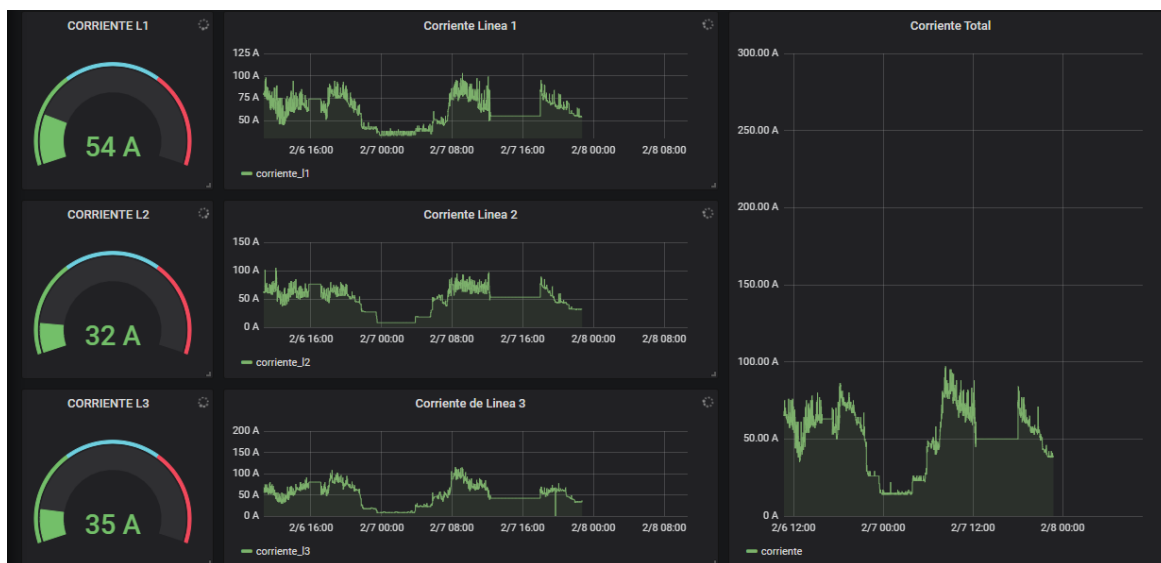 CORRIENTE L1
54 A
Corriente Linea 1
125 A
100 A
75 A
50 A
2/6 16:00 2/7 00:00 2/7 08:00 2/7 16:00 2/8 00:00 2/8 08:00
corriente_l1
CORRIENTE L2
32 A
Corriente Linea 2
150 A
100 A
50 A
0 A
2/6 16:00 2/7 00:00 2/7 08:00 2/7 16:00 2/8 00:00 2/8 08:00
corriente_l2
CORRIENTE L3
35 A
Corriente de Linea 3
200 A
150 A
100 A
50 A
0 A
2/6 16:00 2/7 00:00 2/7 08:00 2/7 16:00 2/8 00:00 2/8 08:00
corriente_l3
Corriente Total
300.00 A
250.00 A
200.00 A
150.00 A
100.00 A
50.00 A
0 A
2/6 12:00 2/7 00:00 2/7 12:00 2/8 00:00
corriente